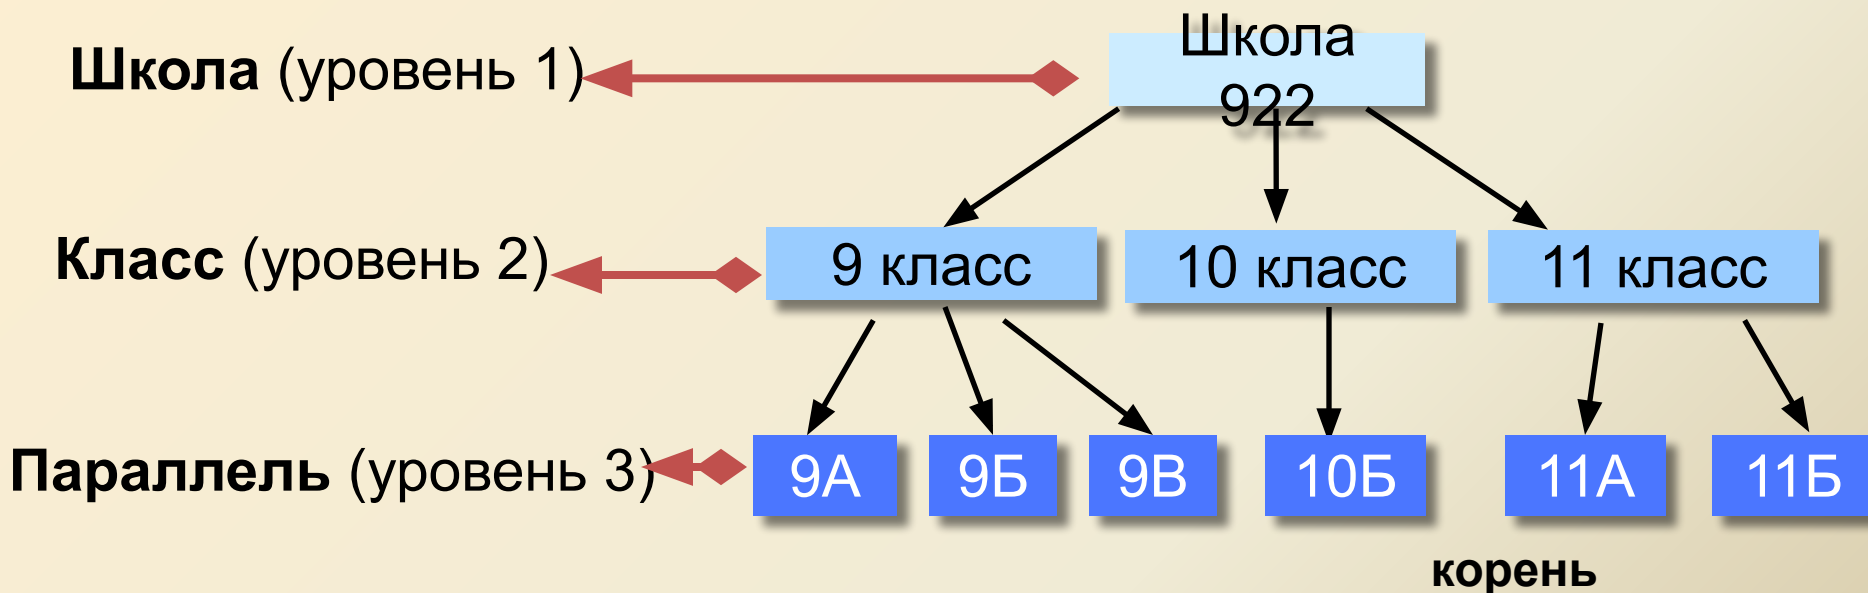 Школа
922
Школа (уровень 1)
Класс (уровень 2)
9 класс
10 класс
11 класс
Параллель (уровень 3)
9А
9Б
9В
10Б
11А
11Б
корень